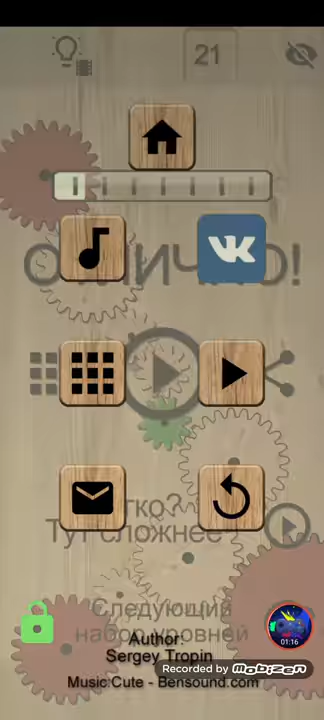 21
ОТЛИЧНО!
гко?
Тут сложнее
Следующий
набор уровней
Author:
Sergey Tropin
Music:Cute - Bensound.com
01:16
Recorded by mobizen